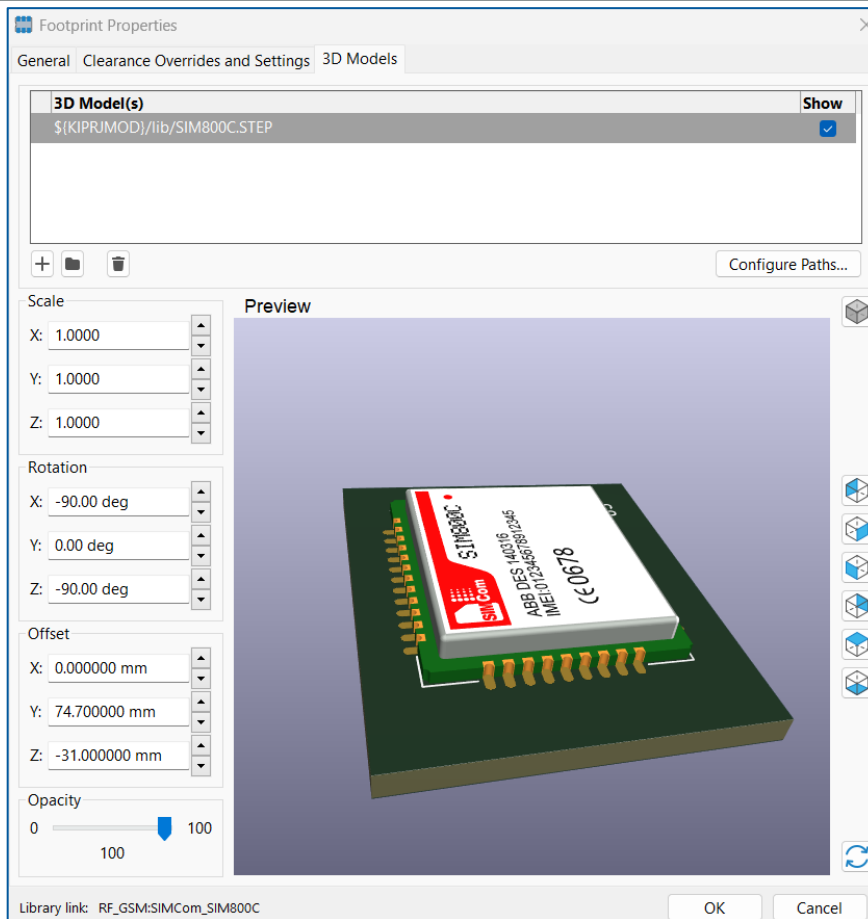 Footprint Properties
General Clearance Overrides and Settings 3D Models
3D Model(s) Show
${KIPRJMOD}/lib/SIM800C.STEP
Configure Paths...
Scale
X: 1.0000
Y: 1.0000
Z: 1.0000
Rotation
X: -90.00 deg
Y: 0.00 deg
Z: -90.00 deg
Offset
X: 0.000000 mm
Y: 74.700000 mm
Z: -31.000000 mm
Opacity
0 100
100
Preview
SIMCom
SIM800C
ABB DES 140316
IMEI:012345678912345
CE0678
Library link: RF_GSM:SIMCom_SIM800C
OK Cancel